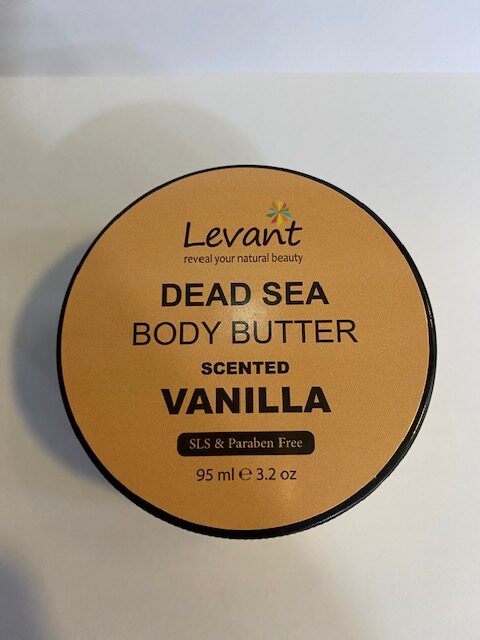 Levant
reveal your natural beauty
DEAD SEA
BODY BUTTER
SCENTED
VANILLA
SLS & Paraben Free
95 ml ℮ 3.2 oz